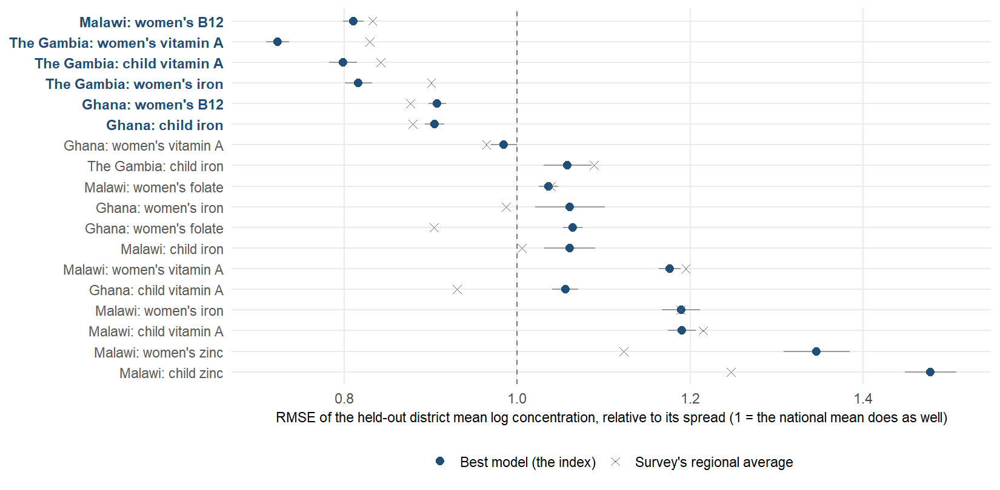 Malawi: women's B12
The Gambia: women's vitamin A
The Gambia: child vitamin A
The Gambia: women's iron
Ghana: women's B12
Ghana: child iron
Ghana: women's vitamin A
The Gambia: child iron
Malawi: women's folate
Ghana: women's iron
Ghana: women's folate
Malawi: child iron
Malawi: women's vitamin A
Ghana: child vitamin A
Malawi: women's iron
Malawi: child vitamin A
Malawi: women's zinc
Malawi: child zinc
0.8 1.0 1.2 1.4
RMSE of the held-out district mean log concentration, relative to its spread (1 = the national mean does as well)
Best model (the index) Survey's regional average